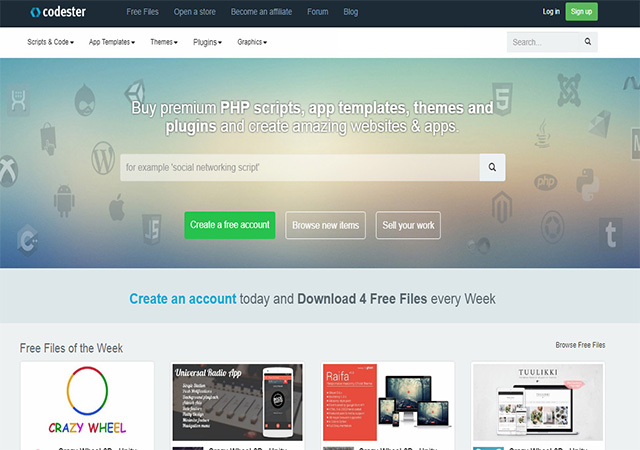 codester
Free Files
Open a store
Become an affiliate
Forum
Blog
Log in
Sign up
Scripts & Code
App Templates
Themes
Plugins
Graphics
Search...
Buy premium PHP scripts, app templates, themes and
plugins and create amazing websites & apps.
for example 'social networking script'
Create a free account
Browse new items
Sell your work
Create an account today and Download 4 Free Files every Week
Free Files of the Week
Browse Free Files
CRAZY WHEEL
Universal Radio App
Raifa
TUULIKKI